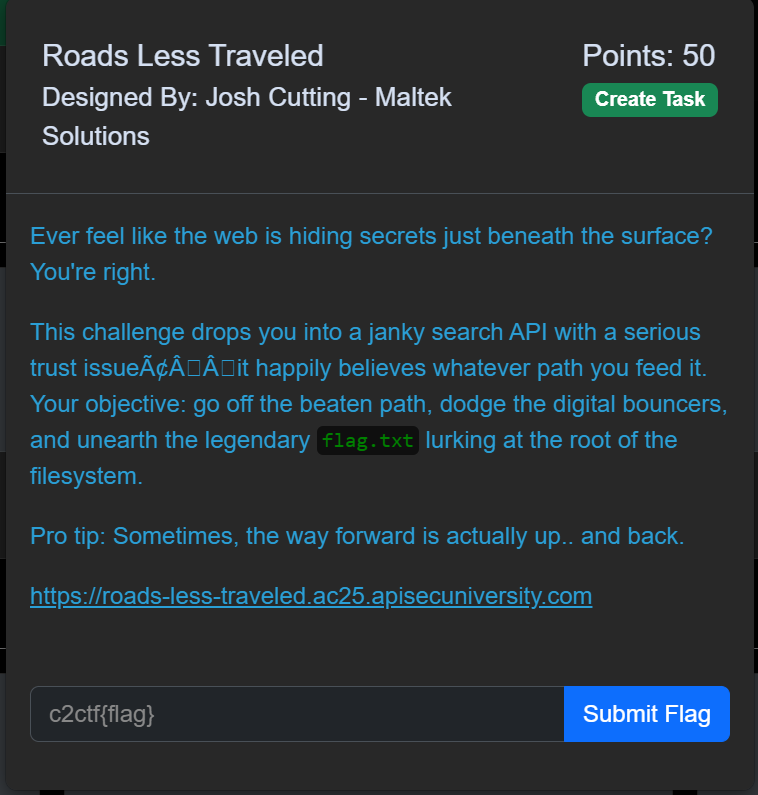 Roads Less Traveled
Points: 50
Designed By: Josh Cutting - Maltek
Solutions
Create Task
Ever feel like the web is hiding secrets just beneath the surface?
You're right.
This challenge drops you into a janky search API with a serious
trust issueÃ¢Â□Â□it happily believes whatever path you feed it.
Your objective: go off the beaten path, dodge the digital bouncers,
and unearth the legendary flag.txt lurking at the root of the
filesystem.
Pro tip: Sometimes, the way forward is actually up.. and back.
https://roads-less-traveled.ac25.apisecuniversity.com
c2ctf{flag}
Submit Flag